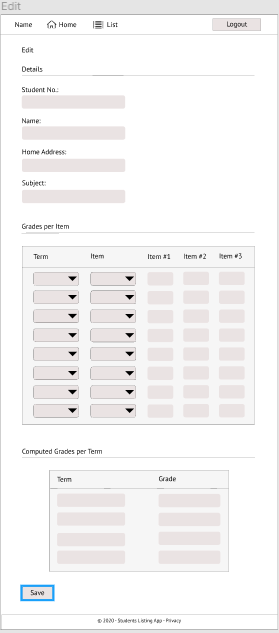 Edit
Name Home List Logout
Edit
Details
Student No.:
Name:
Home Address:
Subject:
Grades per Item
Term Item Item #1 Item #2 Item #3
Computed Grades per Term
Term Grade
Save
© 2020 - Students Listing App - Privacy